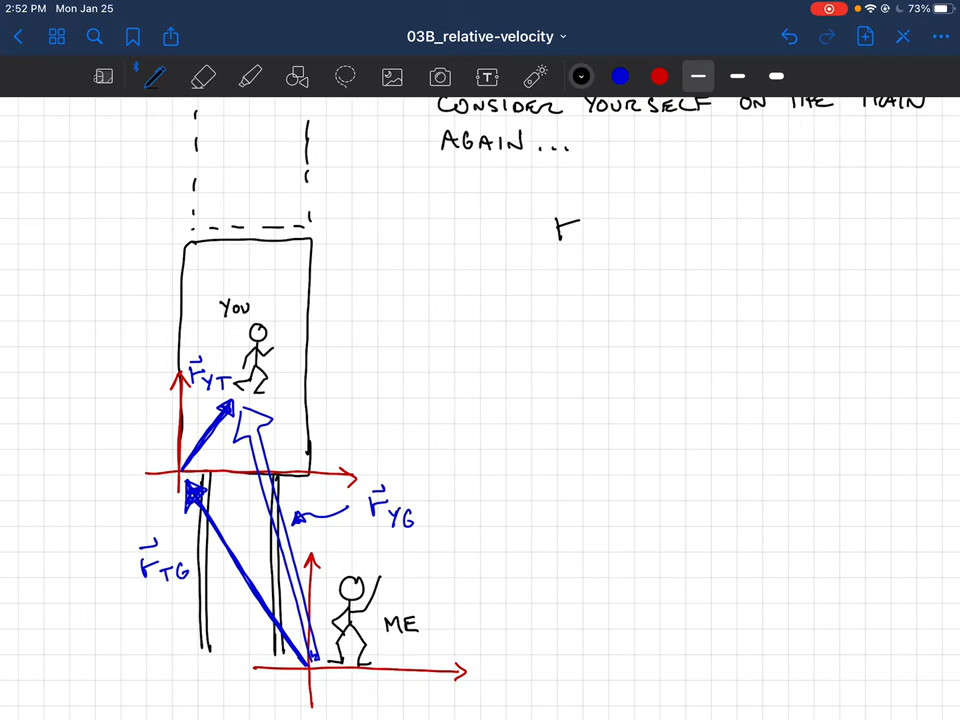 2:52 PM Mon Jan 25
73%
03B_relative-velocity
T
CONSIDER YOURSELF ON THE TRAIN
AGAIN...
r
YOU
r⃗YT
r⃗YG
r⃗TG
ME